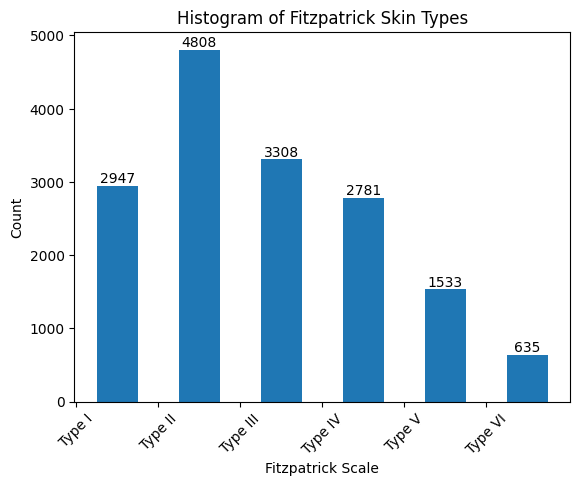 Histogram of Fitzpatrick Skin Types
5000
4000
3000
2000
1000
0
Count
2947
4808
3308
2781
1533
635
Type I
Type II
Type III
Type IV
Type V
Type VI
Fitzpatrick Scale